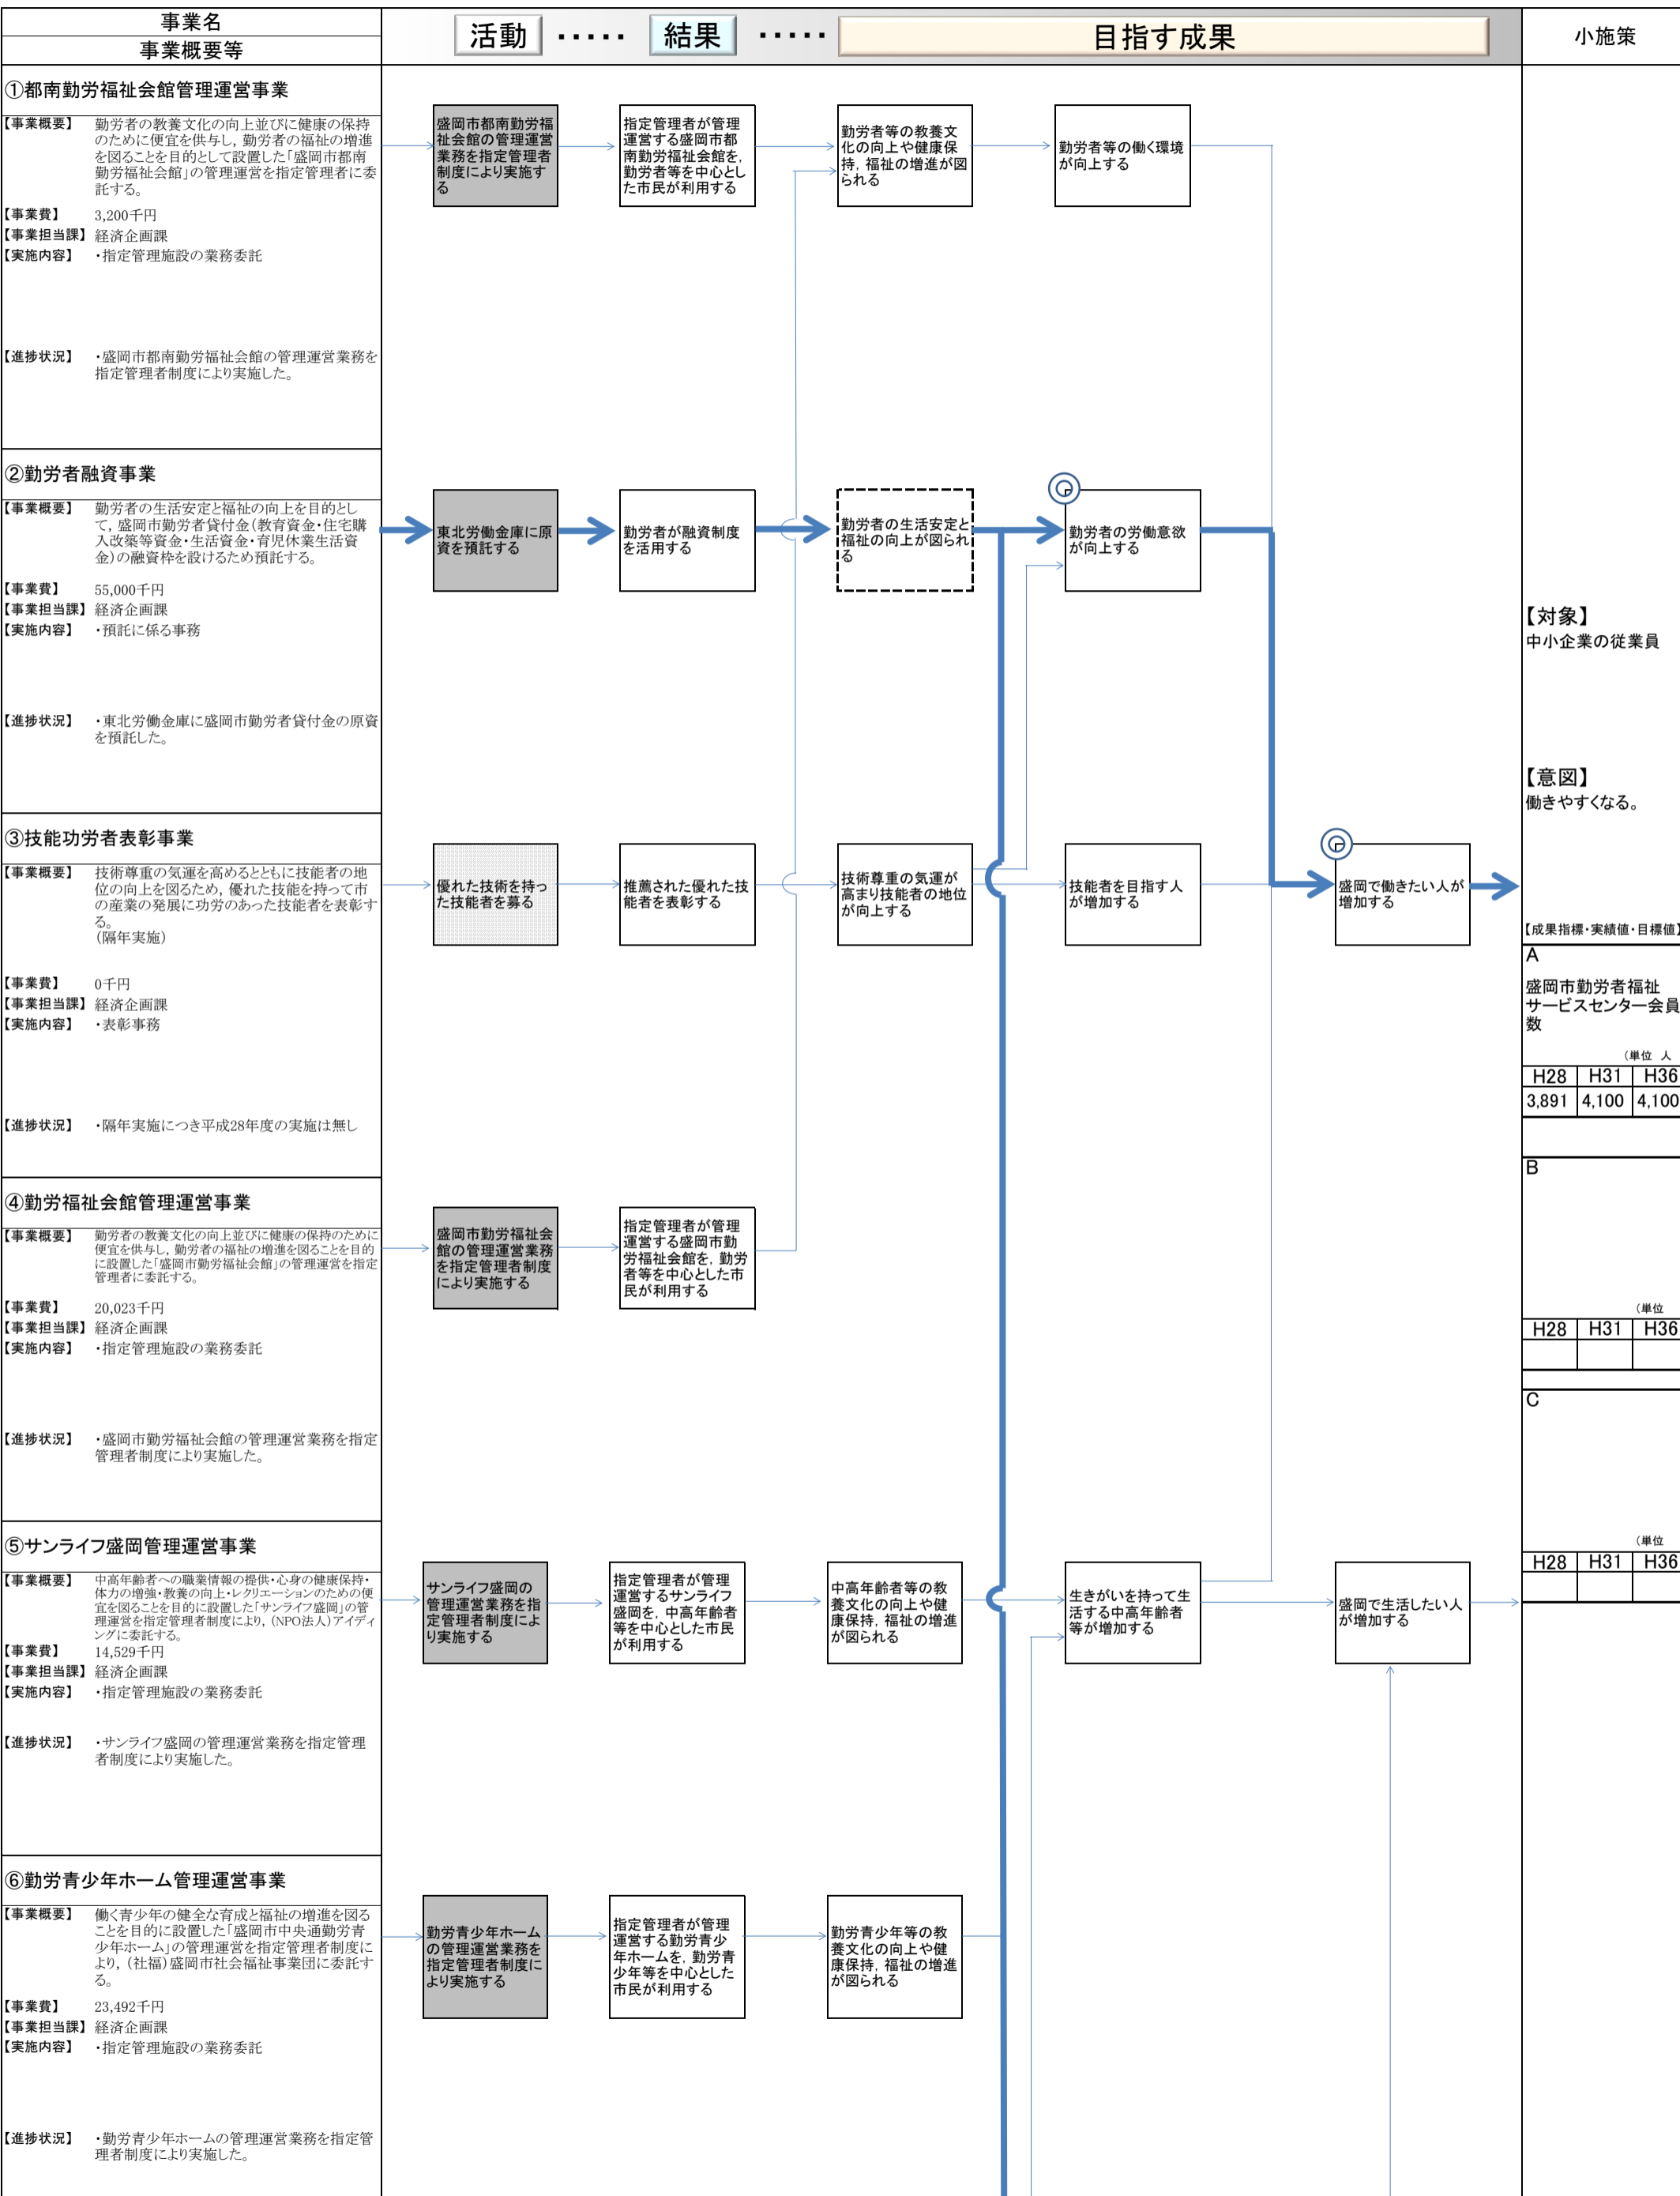 事業名
事業概要等
活動 ・・・・・ 結果 ・・・・・ 目指す成果
小施策
①都南勤労福祉会館管理運営事業
【事業概要】 勤労者の教養文化の向上並びに健康の保持
のために便宜を供与し，勤労者の福祉の増進
を図ることを目的として設置した「盛岡市都南
勤労福祉会館」の管理運営を指定管理者に委
託する。
【事業費】 3,200千円
【事業担当課】 経済企画課
【実施内容】 ・指定管理施設の業務委託
【進捗状況】 ・盛岡市都南勤労福祉会館の管理運営業務を
指定管理者制度により実施した。
盛岡市都南勤労福
祉会館の管理運営
業務を指定管理者
制度により実施す
る
指定管理者が管理
運営する盛岡市都
南勤労福祉会館を，
勤労者等を中心とし
た市民が利用する
勤労者等の教養文
化の向上や健康保
持，福祉の増進が図
られる
勤労者等の働く環境
が向上する
②勤労者融資事業
【事業概要】 勤労者の生活安定と福祉の向上を目的とし
て，盛岡市勤労者貸付金（教育資金・住宅購
入改築等資金・生活資金・育児休業生活資
金）の融資枠を設けるため預託する。
【事業費】 55,000千円
【事業担当課】 経済企画課
【実施内容】 ・預託に係る事務
【進捗状況】 ・東北労働金庫に盛岡市勤労者貸付金の原資
を預託した。
東北労働金庫に原
資を預託する
勤労者が融資制度
を活用する
勤労者の生活安定と
福祉の向上が図られ
る
勤労者の労働意欲
が向上する
③技能功労者表彰事業
【事業概要】 技術尊重の気運を高めるとともに技能者の地
位の向上を図るため，優れた技能を持って市
の産業の発展に功労のあった技能者を表彰す
る。
（隔年実施）
【事業費】 0千円
【事業担当課】 経済企画課
【実施内容】 ・表彰事務
【進捗状況】 ・隔年実施につき平成28年度の実施は無し
優れた技術を持っ
た技能者を募る
推薦された優れた技
能者を表彰する
技術尊重の気運が
高まり技能者の地位
が向上する
技能者を目指す人
が増加する
盛岡で働きたい人が
増加する
④勤労福祉会館管理運営事業
【事業概要】 勤労者の教養文化の向上並びに健康の保持のために
便宜を供与し，勤労者の福祉の増進を図ることを目的
に設置した「盛岡市勤労福祉会館」の管理運営を指定
管理者に委託する。
【事業費】 20,023千円
【事業担当課】 経済企画課
【実施内容】 ・指定管理施設の業務委託
【進捗状況】 ・盛岡市勤労福祉会館の管理運営業務を指定
管理者制度により実施した。
盛岡市勤労福祉会
館の管理運営業務
を指定管理者制度
により実施する
指定管理者が管理
運営する盛岡市勤
労福祉会館を，勤労
者等を中心とした市
民が利用する
⑤サンライフ盛岡管理運営事業
【事業概要】 中高年齢者への職業情報の提供・心身の健康保持・
体力の増強・教養の向上・レクリエーションのための便
宜を図ることを目的に設置した「サンライフ盛岡」の管
理運営を指定管理者制度により，（NPO法人）アイディ
ングに委託する。
【事業費】 14,529千円
【事業担当課】 経済企画課
【実施内容】 ・指定管理施設の業務委託
【進捗状況】 ・サンライフ盛岡の管理運営業務を指定管理
者制度により実施した。
サンライフ盛岡の
管理運営業務を指
定管理者制度によ
り実施する
指定管理者が管理
運営するサンライフ
盛岡を，中高年齢者
等を中心とした市民
が利用する
中高年齢者等の教
養文化の向上や健
康保持，福祉の増進
が図られる
生きがいを持って生
活する中高年齢者
等が増加する
盛岡で生活したい人
が増加する
⑥勤労青少年ホーム管理運営事業
【事業概要】 働く青少年の健全な育成と福祉の増進を図る
ことを目的に設置した「盛岡市中央通勤労青
少年ホーム」の管理運営を指定管理者制度に
より，（社福）盛岡市社会福祉事業団に委託す
る。
【事業費】 23,492千円
【事業担当課】 経済企画課
【実施内容】 ・指定管理施設の業務委託
【進捗状況】 ・勤労青少年ホームの管理運営業務を指定管
理者制度により実施した。
勤労青少年ホーム
の管理運営業務を
指定管理者制度に
より実施する
指定管理者が管理
運営する勤労青少
年ホームを，勤労青
少年等を中心とした
市民が利用する
勤労青少年等の教
養文化の向上や健
康保持，福祉の増進
が図られる
【対象】
中小企業の従業員
【意図】
働きやすくなる。
【成果指標・実績値・目標値】
A
盛岡市勤労者福祉
サービスセンター会員
数
（単位 人
H28 H31 H36
3,891 4,100 4,100
B
（単位
H28 H31 H36
C
（単位
H28 H31 H36